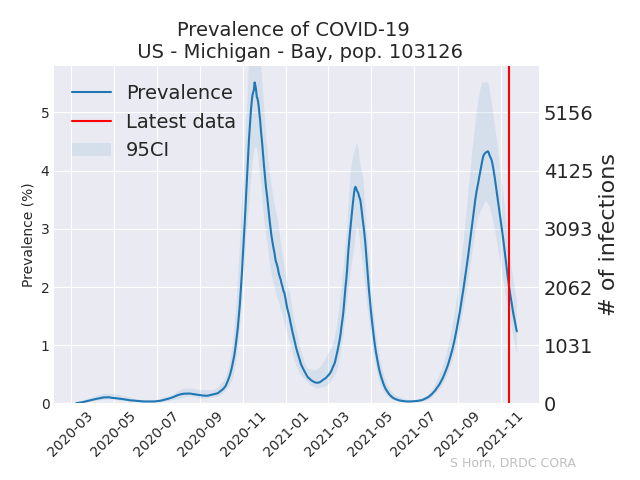 Prevalence of COVID-19
US - Michigan - Bay, pop. 103126
Prevalence
Latest data
95CI
Prevalence (%)
5
4
3
2
1
0
5156
4125
3093
2062
1031
0
# of infections
2020-03
2020-05
2020-07
2020-09
2020-11
2021-01
2021-03
2021-05
2021-07
2021-09
2021-11
S Horn, DRDC CORA